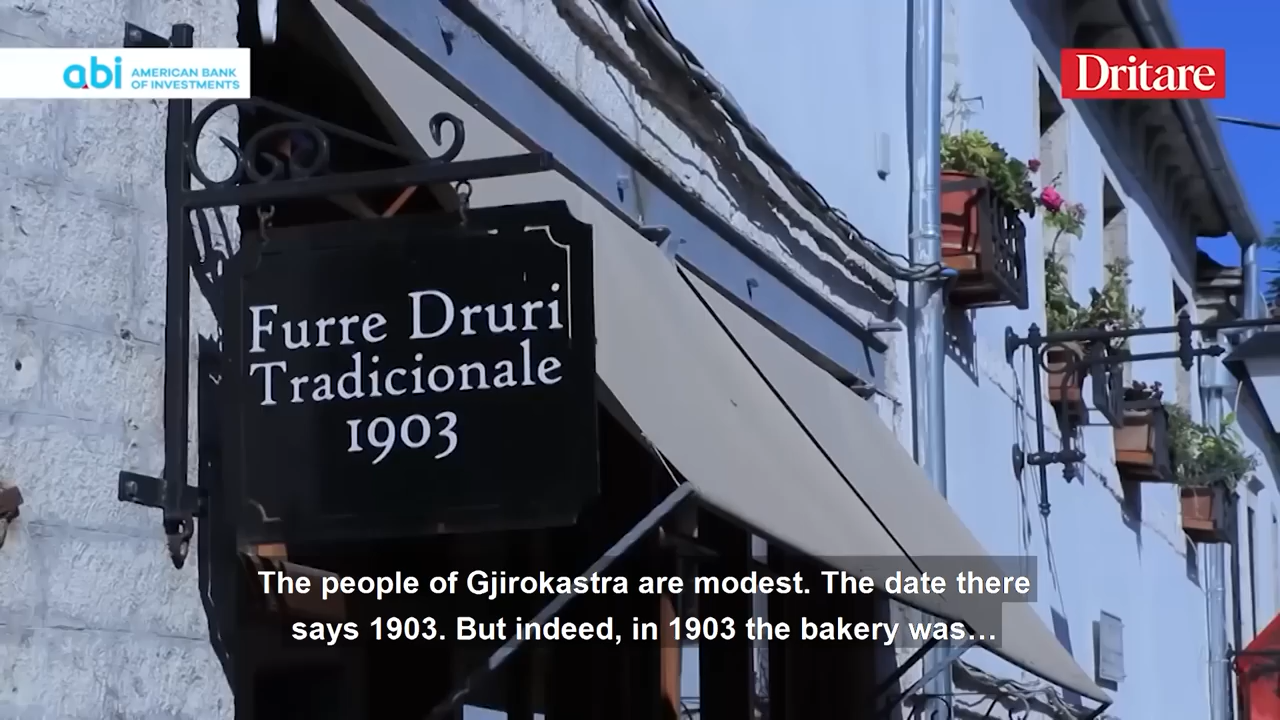 abi AMERICAN BANK
OF INVESTMENTS
Dritare
Furre Druri
Tradicionale
1903
The people of Gjirokastra are modest. The date there
says 1903. But indeed, in 1903 the bakery was...